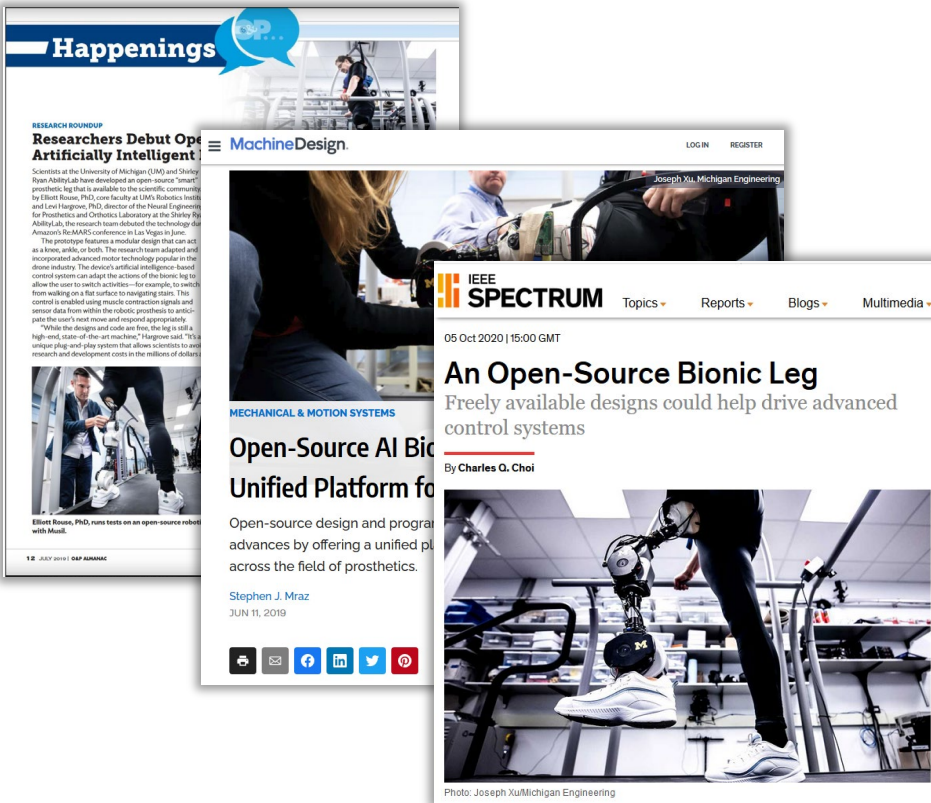 Happenings
RESEARCH ROUNDUP
Researchers Debut Ope
Artificially Intelligent
Scientists at the University of Michigan (UM) and Shirley
Ryan AbilityLab have developed an open-source "smart"
prosthetic leg that is available to the scientific community
by Elliott Rouse, PhD, core faculty at UM's Robotics Instit
and Levi Hargrove, PhD, director of the Neural Engineerin
for Prosthetics and Orthotics Laboratory at the Shirley Ry
AbilityLab, the research team debuted the technology du
Amazon's Re:MARS conference in Las Vegas in June.
The prototype features a modular design that can act
as a knee, ankle, or both. The research team adapted and
incorporated advanced motor technology popular in the
drone industry. The device's artificial intelligence-based
control system can adapt the actions of the bionic leg to
allow the user to switch activities—for example, to switch
from walking on a flat surface to navigating stairs. This
control is enabled using muscle contraction signals and
sensor data from within the robotic prosthesis to antici-
pate the user's next move and respond appropriately.
"While the designs and code are free, the leg is still a
high-end, state-of-the-art machine," Hargrove said. "It's a
unique plug-and-play system that allows scientists to avoi
research and development costs in the millions of dollars
Elliott Rouse, PhD, runs tests on an open-source roboti
with Musil.
12 JULY 2019 | O&P ALMANAC
MachineDesign.
LOG IN REGISTER
Joseph Xu, Michigan Engineering
MECHANICAL & MOTION SYSTEMS
Open-Source AI Bio
Unified Platform fo
Open-source design and program
advances by offering a unified pl
across the field of prosthetics.
Stephen J. Mraz
JUN 11, 2019
IEEE
SPECTRUM
Topics Reports Blogs Multimedia
05 Oct 2020 | 15:00 GMT
An Open-Source Bionic Leg
Freely available designs could help drive advanced
control systems
By Charles Q. Choi
M
Photo: Joseph Xu/Michigan Engineering